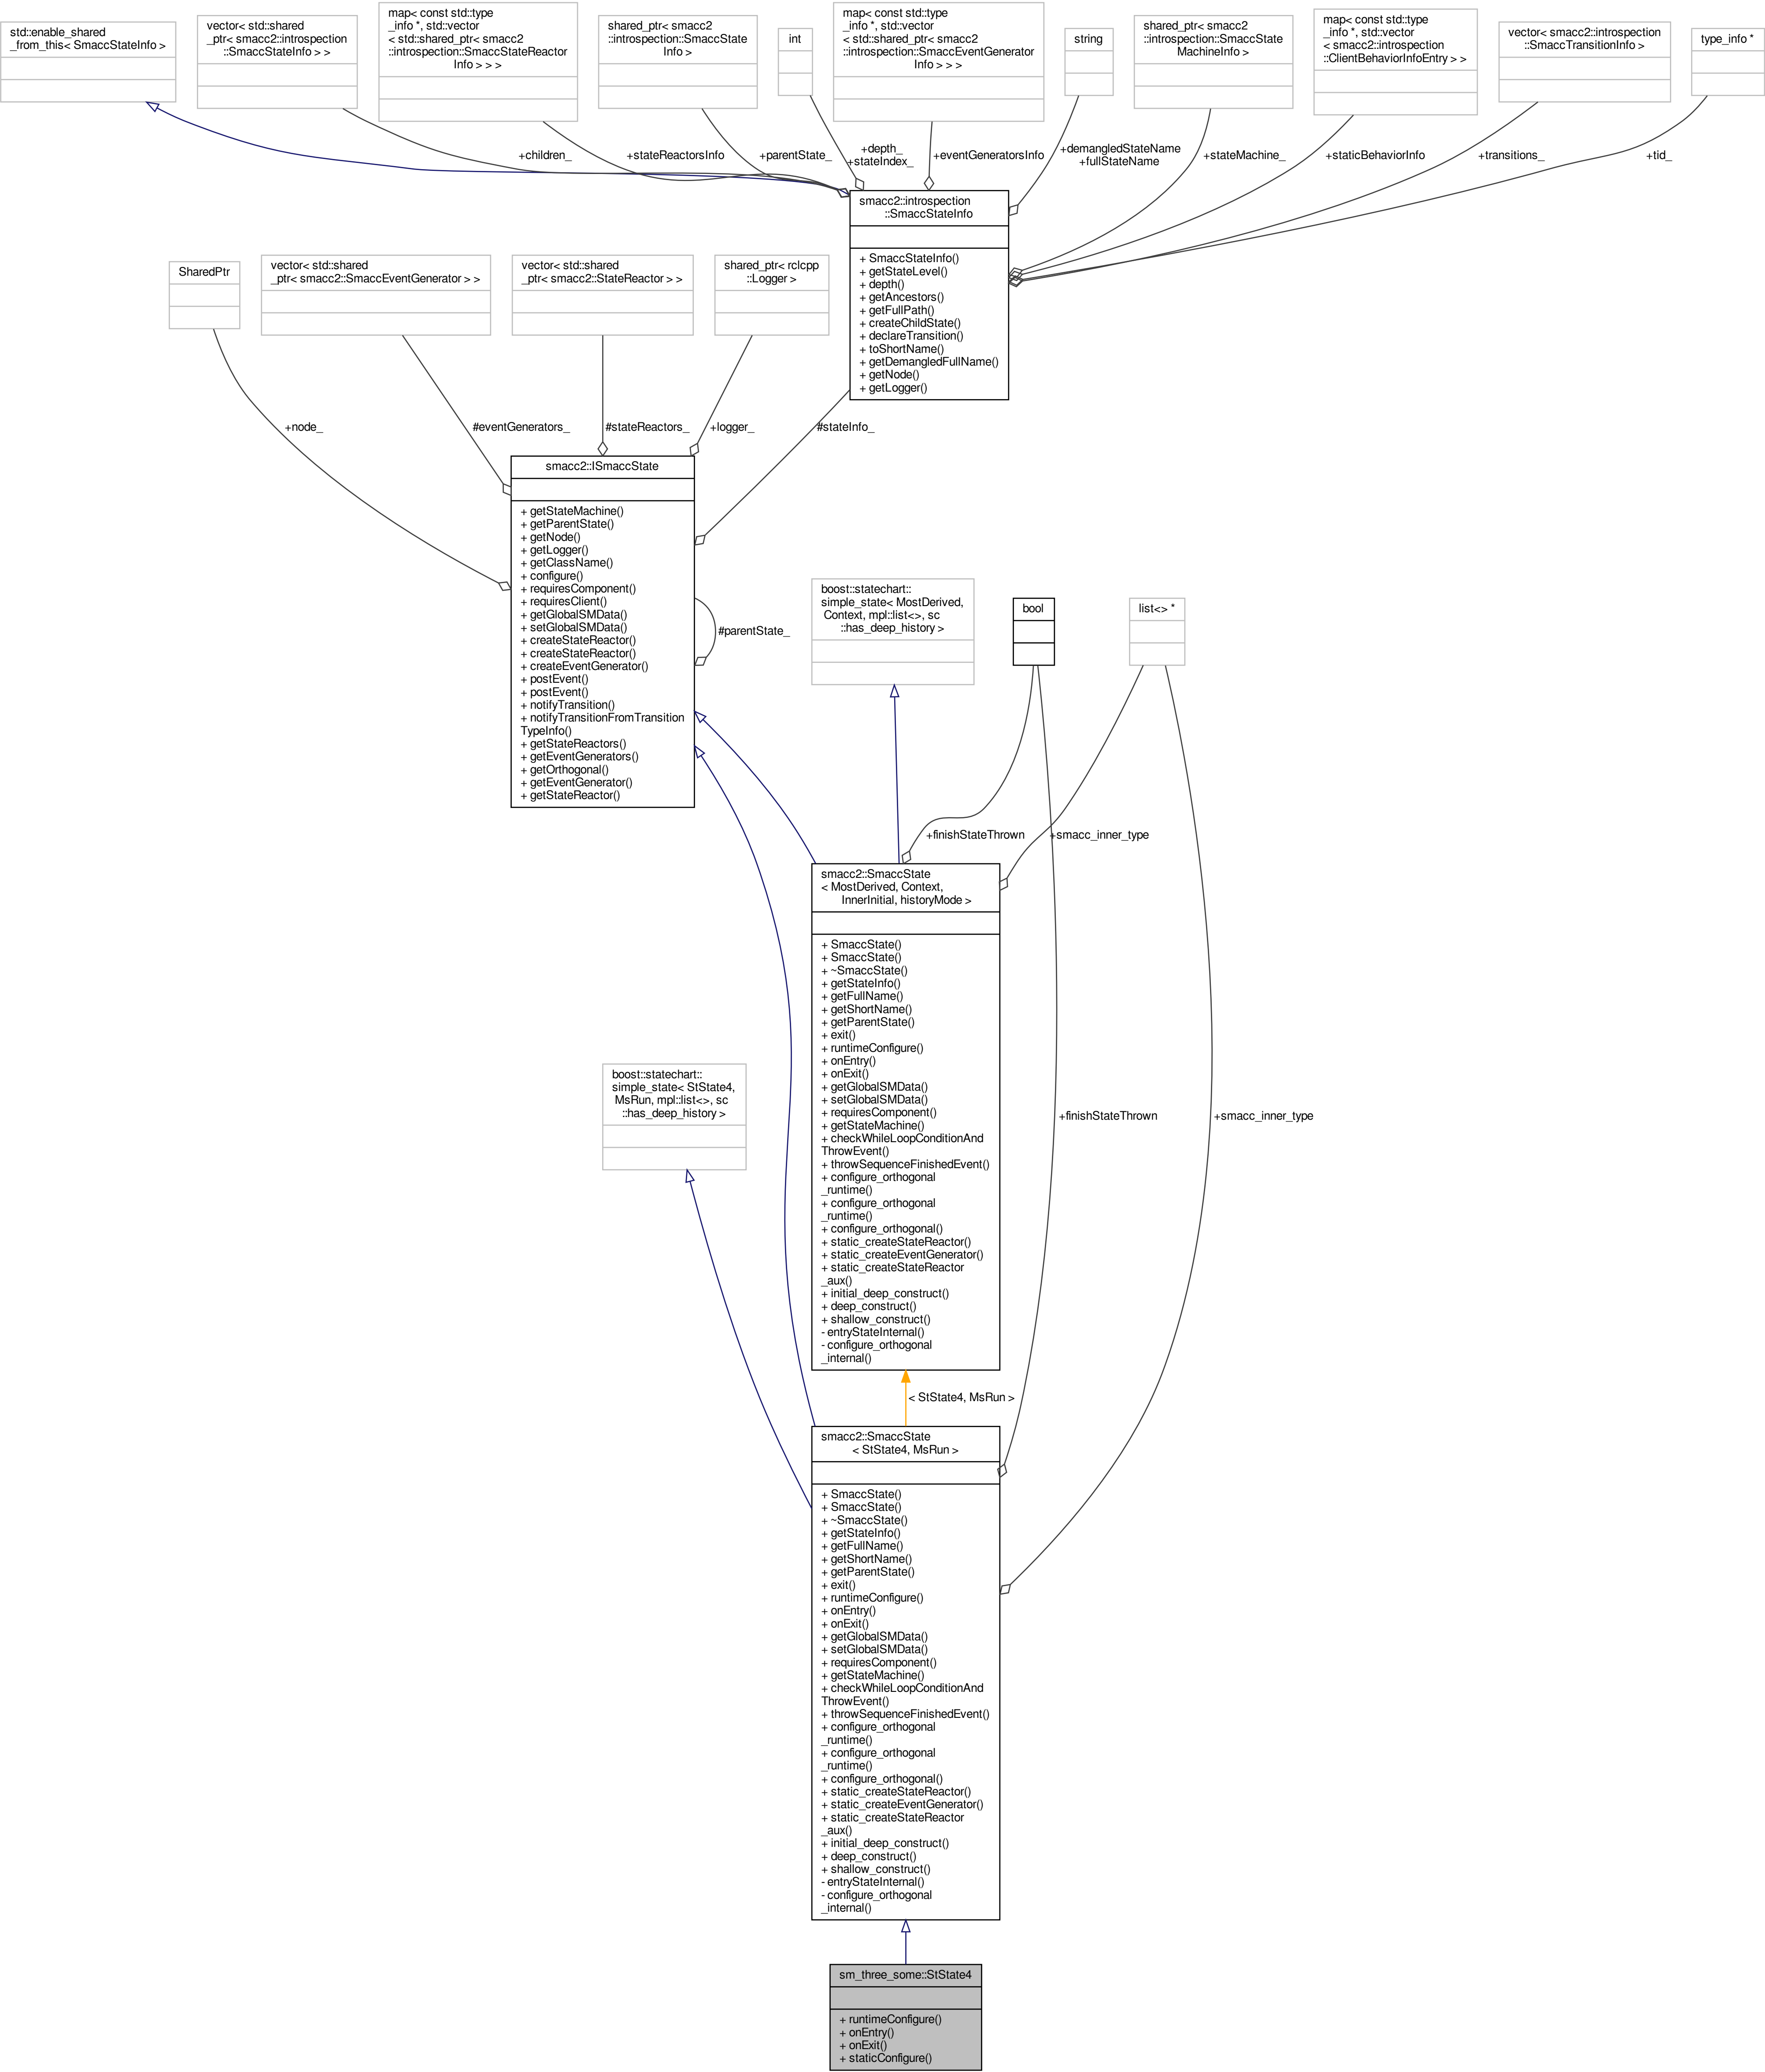 std::enable_shared
_from_this< SmaccStateInfo >
vector< std::shared
_ptr< smacc2::introspection
::SmaccStateInfo > >
map< const std::type
_info *, std::vector
< std::shared_ptr< smacc2
::introspection::SmaccStateReactor
Info > > >
shared_ptr< smacc2
::introspection::SmaccState
Info >
int
map< const std::type
_info *, std::vector
< std::shared_ptr< smacc2
::introspection::SmaccEventGenerator
Info > > >
string
shared_ptr< smacc2
::introspection::SmaccState
MachineInfo >
map< const std::type
_info *, std::vector
< smacc2::introspection
::ClientBehaviorInfoEntry > >
vector< smacc2::introspection
::SmaccTransitionInfo >
type_info *
+children_
+stateReactorsInfo
+parentState_
+depth_
+stateIndex_
+eventGeneratorsInfo
+demangledStateName
+fullStateName
+stateMachine_
+staticBehaviorInfo
+transitions_
+tid_
smacc2::introspection
::SmaccStateInfo
+ SmaccStateInfo()
+ getStateLevel()
+ depth()
+ getAncestors()
+ getFullPath()
+ createChildState()
+ declareTransition()
+ toShortName()
+ getDemangledFullName()
+ getNode()
+ getLogger()
SharedPtr
vector< std::shared
_ptr< smacc2::SmaccEventGenerator > >
vector< std::shared
_ptr< smacc2::StateReactor > >
shared_ptr< rclcpp
::Logger >
+node_
#eventGenerators_
#stateReactors_
+logger_
#stateInfo_
smacc2::ISmaccState
+ getStateMachine()
+ getParentState()
+ getNode()
+ getLogger()
+ getClassName()
+ configure()
+ requiresComponent()
+ requiresClient()
+ getGlobalSMData()
+ setGlobalSMData()
+ createStateReactor()
+ createStateReactor()
+ createEventGenerator()
+ postEvent()
+ postEvent()
+ notifyTransition()
+ notifyTransitionFromTransition
TypeInfo()
+ getStateReactors()
+ getEventGenerators()
+ getOrthogonal()
+ getEventGenerator()
+ getStateReactor()
#parentState_
boost::statechart::
simple_state< MostDerived,
Context, mpl::list<>, sc
::has_deep_history >
bool
list<> *
+finishStateThrown
+smacc_inner_type
smacc2::SmaccState
< MostDerived, Context,
InnerInitial, historyMode >
+ SmaccState()
+ SmaccState()
+ ~SmaccState()
+ getStateInfo()
+ getFullName()
+ getShortName()
+ getParentState()
+ exit()
+ runtimeConfigure()
+ onEntry()
+ onExit()
+ getGlobalSMData()
+ setGlobalSMData()
+ requiresComponent()
+ getStateMachine()
+ checkWhileLoopConditionAnd
ThrowEvent()
+ throwSequenceFinishedEvent()
+ configure_orthogonal
_runtime()
+ configure_orthogonal
_runtime()
+ configure_orthogonal()
+ static_createStateReactor()
+ static_createEventGenerator()
+ static_createStateReactor
_aux()
+ initial_deep_construct()
+ deep_construct()
+ shallow_construct()
- entryStateInternal()
- configure_orthogonal
_internal()
boost::statechart::
simple_state< StState4,
MsRun, mpl::list<>, sc
::has_deep_history >
+finishStateThrown
+smacc_inner_type
< StState4, MsRun >
smacc2::SmaccState
< StState4, MsRun >
+ SmaccState()
+ SmaccState()
+ ~SmaccState()
+ getStateInfo()
+ getFullName()
+ getShortName()
+ getParentState()
+ exit()
+ runtimeConfigure()
+ onEntry()
+ onExit()
+ getGlobalSMData()
+ setGlobalSMData()
+ requiresComponent()
+ getStateMachine()
+ checkWhileLoopConditionAnd
ThrowEvent()
+ throwSequenceFinishedEvent()
+ configure_orthogonal
_runtime()
+ configure_orthogonal
_runtime()
+ configure_orthogonal()
+ static_createStateReactor()
+ static_createEventGenerator()
+ static_createStateReactor
_aux()
+ initial_deep_construct()
+ deep_construct()
+ shallow_construct()
- entryStateInternal()
- configure_orthogonal
_internal()
sm_three_some::StState4
+ runtimeConfigure()
+ onEntry()
+ onExit()
+ staticConfigure()